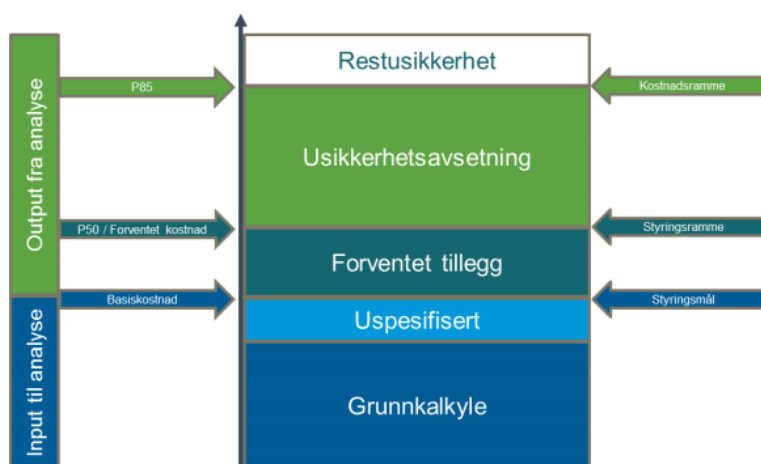 Restusikkerhet
P85
Kostnadsramme
Usikkerhetsavsetning
Output fra analyse
P50 / Forventet kostnad
Styringsramme
Forventet tillegg
Basiskostnad
Styringsmål
Uspesifisert
Input til analyse
Grunnkalkyle